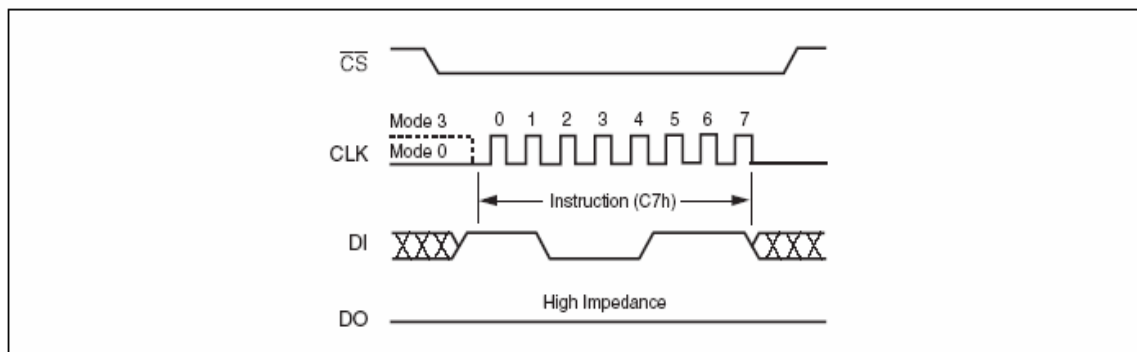 CS
Mode 3
0 1 2 3 4 5 6 7
CLK
Mode 0
Instruction (C7h)
DI
High Impedance
DO